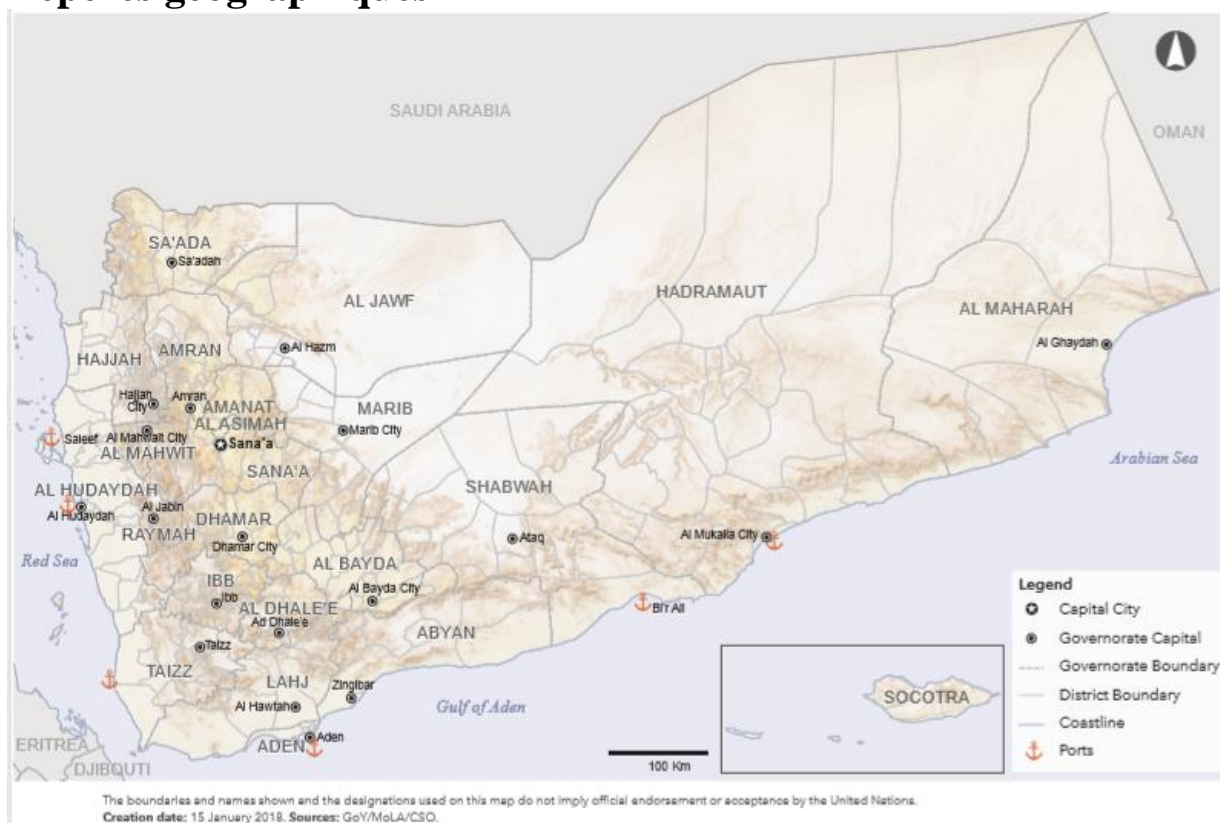 SAUDI ARABIA
OMAN
SA'ADA
Sa'adah
AL JAWF
HADRAMAUT
AL MAHARAH
Al Ghaydah
HAJJAH
AMRAN
Al Hazm
Hajjah
City
Amran
AMANAT
AL ASIMAH
MARIB
Marib City
Saleef
Al Mahwait City
Sana'a
AL MAHWIT
SANA'A
Arabian Sea
AL HUDAYDAH
Al Hudaydah
Al Jabin
SHABWAH
RAYMAH
DHAMAR
Dhamar City
Ataq
Al Mukalla City
Red Sea
AL BAYDA
Al Bayda City
IBB
Ibb
AL DHALE'E
Ad Dhale'e
Bi'r Ali
ABYAN
Taizz
TAIZZ
LAHJ
Zingibar
Al Hawtah
Gulf of Aden
SOCOTRA
ADEN
Aden
ERITREA
DJIBOUTI
100 Km
Legend
Capital City
Governorate Capital
Governorate Boundary
District Boundary
Coastline
Ports
The boundaries and names shown and the designations used on this map do not imply official endorsement or acceptance by the United Nations.
Creation date: 15 January 2018. Sources: GoY/MoLA/CSO.